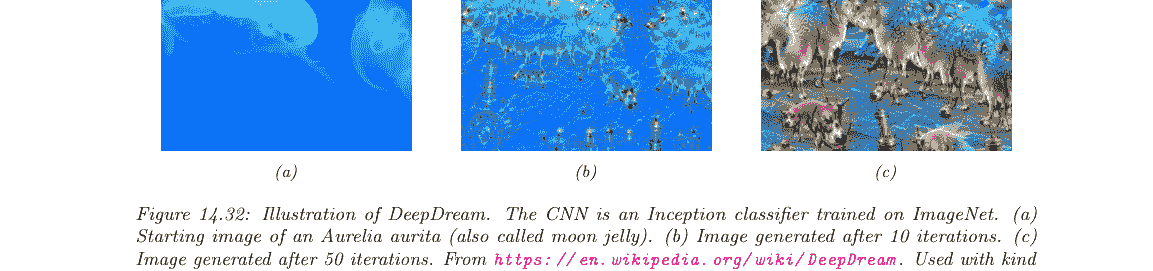 (a)
(b)
(c)
Figure 14.32: Illustration of DeepDream. The CNN is an Inception classifier trained on ImageNet. (a)
Starting image of an Aurelia aurita (also called moon jelly). (b) Image generated after 10 iterations. (c)
Image generated after 50 iterations. From https://en.wikipedia.org/wiki/DeepDream. Used with kind